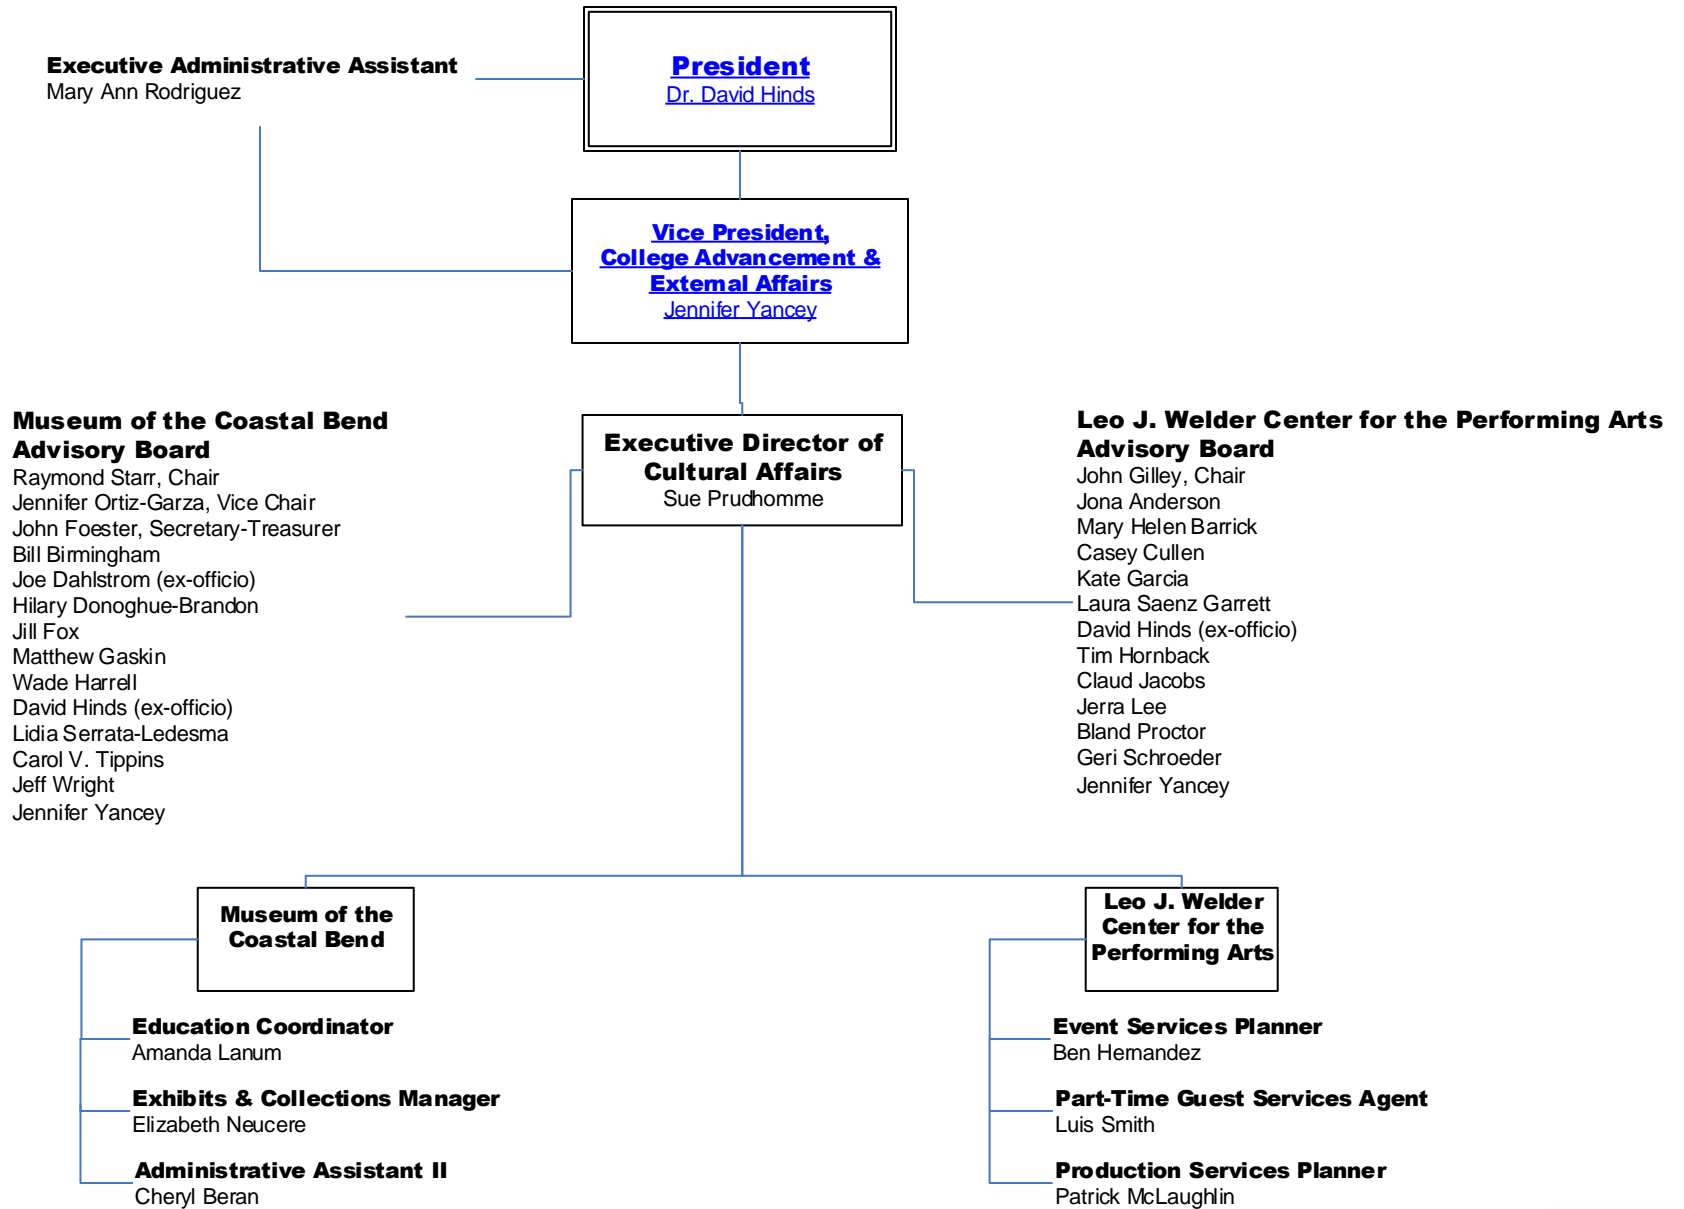 Executive Administrative Assistant
Mary Ann Rodriguez
President
Dr. David Hinds
Vice President,
College Advancement &
External Affairs
Jennifer Yancey
Museum of the Coastal Bend
Advisory Board
Raymond Starr, Chair
Jennifer Ortiz-Garza, Vice Chair
John Foester, Secretary-Treasurer
Bill Birmingham
Joe Dahlstrom (ex-officio)
Hilary Donoghue-Brandon
Jill Fox
Matthew Gaskin
Wade Harrell
David Hinds (ex-officio)
Lidia Serrata-Ledesma
Carol V. Tippins
Jeff Wright
Jennifer Yancey
Executive Director of
Cultural Affairs
Sue Prudhomme
Leo J. Welder Center for the Performing Arts
Advisory Board
John Gilley, Chair
Jona Anderson
Mary Helen Barrick
Casey Cullen
Kate Garcia
Laura Saenz Garrett
David Hinds (ex-officio)
Tim Hornback
Claud Jacobs
Jerra Lee
Bland Proctor
Geri Schroeder
Jennifer Yancey
Museum of the
Coastal Bend
Education Coordinator
Amanda Lanum
Exhibits & Collections Manager
Elizabeth Neucere
Administrative Assistant II
Cheryl Beran
Leo J. Welder
Center for the
Performing Arts
Event Services Planner
Ben Hernandez
Part-Time Guest Services Agent
Luis Smith
Production Services Planner
Patrick McLaughlin